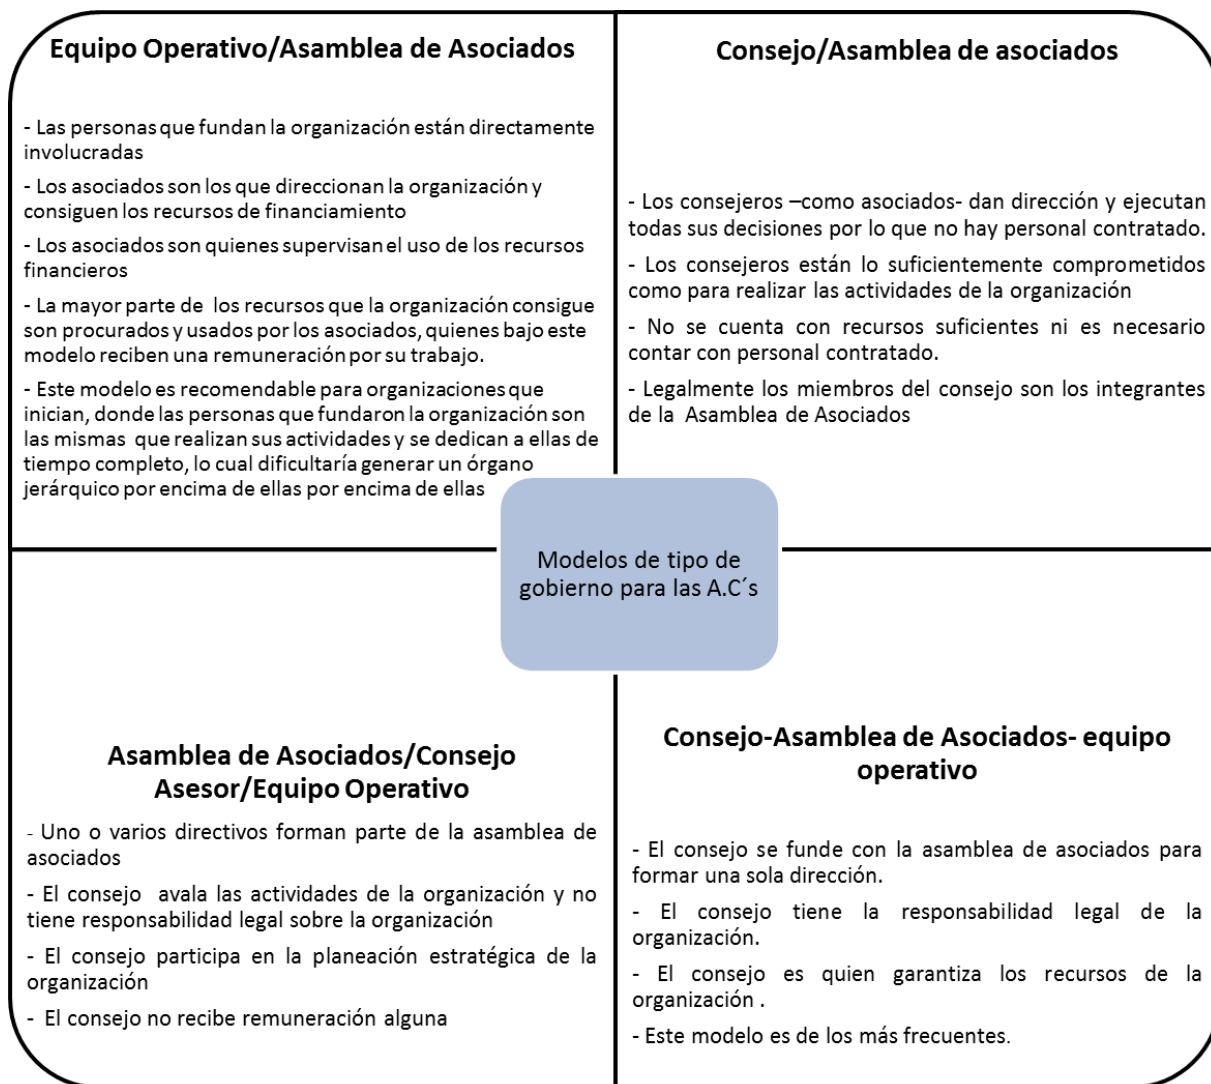 Equipo Operativo/Asamblea de Asociados
- Las personas que fundan la organización están directamente
involucradas
- Los asociados son los que direccionan la organización y
consiguen los recursos de financiamiento
- Los asociados son quienes supervisan el uso de los recursos
financieros
- La mayor parte de los recursos que la organización consigue
son procurados y usados por los asociados, quienes bajo este
modelo reciben una remuneración por su trabajo.
- Este modelo es recomendable para organizaciones que
inician, donde las personas que fundaron la organización son
las mismas que realizan sus actividades y se dedican a ellas de
tiempo completo, lo cual dificultaría generar un órgano
jerárquico por encima de ellas por encima de ellas
Consejo/Asamblea de asociados
- Los consejeros –como asociados- dan dirección y ejecutan
todas sus decisiones por lo que no hay personal contratado.
- Los consejeros están lo suficientemente comprometidos
como para realizar las actividades de la organización
- No se cuenta con recursos suficientes ni es necesario
contar con personal contratado.
- Legalmente los miembros del consejo son los integrantes
de la Asamblea de Asociados
Modelos de tipo de
gobierno para las A.C´s
Asamblea de Asociados/Consejo
Asesor/Equipo Operativo
- Uno o varios directivos forman parte de la asamblea de
asociados
- El consejo avala las actividades de la organización y no
tiene responsabilidad legal sobre la organización
- El consejo participa en la planeación estratégica de la
organización
- El consejo no recibe remuneración alguna
Consejo-Asamblea de Asociados- equipo
operativo
- El consejo se funde con la asamblea de asociados para
formar una sola dirección.
- El consejo tiene la responsabilidad legal de la
organización.
- El consejo es quien garantiza los recursos de la
organización .
- Este modelo es de los más frecuentes.